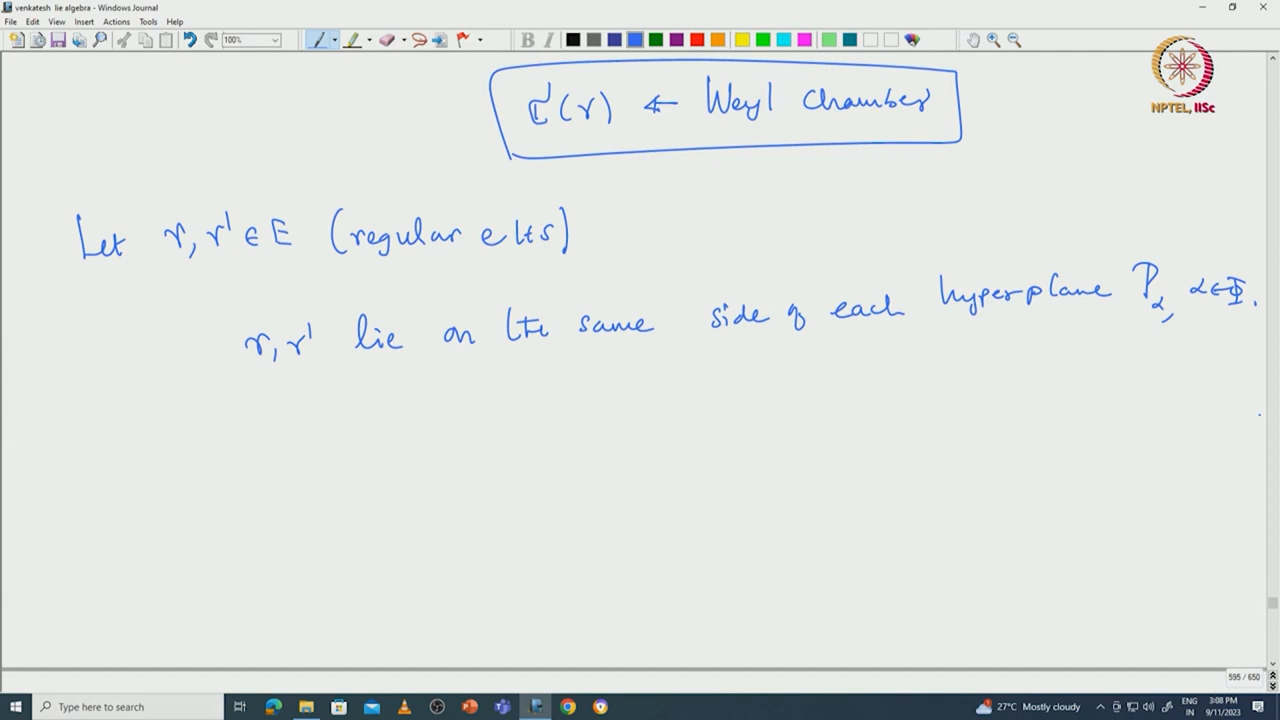 venkatesh lie algebra - Windows Journal
File Edit View Insert Actions Tools Help
100%
NPTEL, IISc
ℭ(γ) ← Weyl Chamber
Let γ, γ' ∈ E (regular elts)
γ, γ' lie on the same side of each hyperplane P_α, α∈Φ.
595 / 650
Type here to search
27°C Mostly cloudy
ENG
IN
3:08 PM
9/11/2023